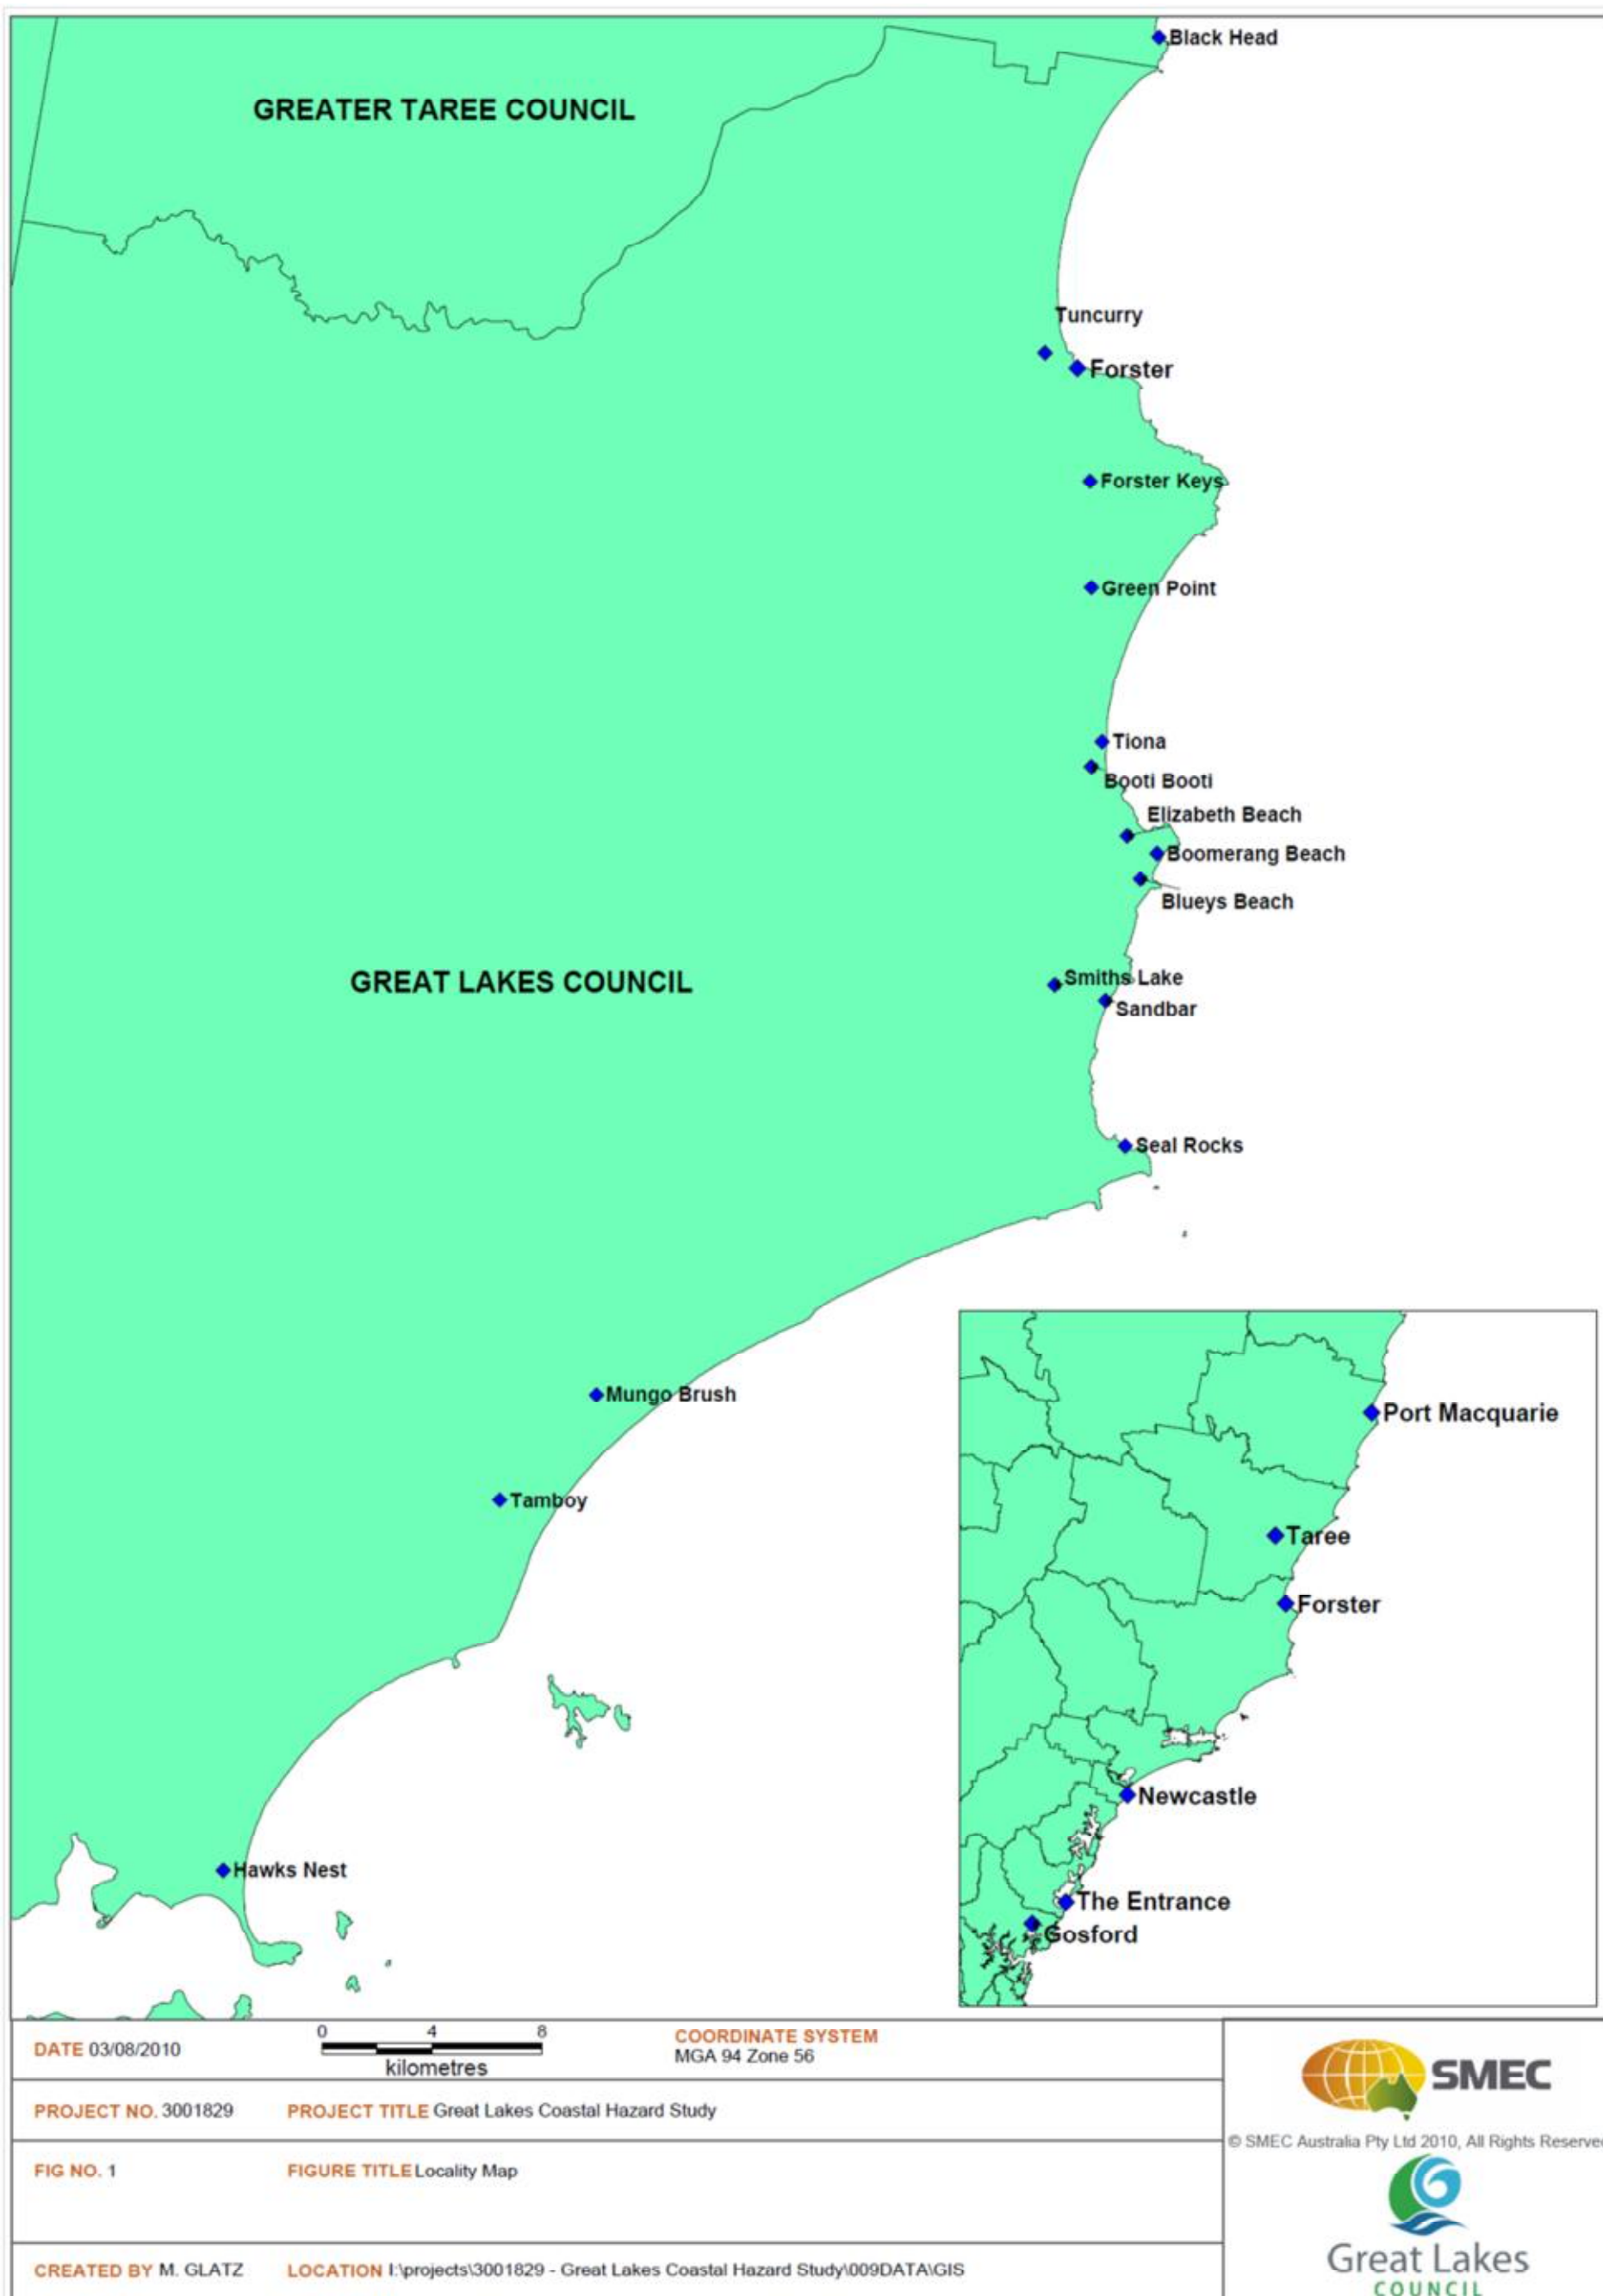 Black Head
GREATER TAREE COUNCIL
Tuncurry
Forster
Forster Keys
Green Point
Tiona
Booti Booti
Elizabeth Beach
Boomerang Beach
Blueys Beach
GREAT LAKES COUNCIL
Smiths Lake
Sandbar
Seal Rocks
Mungo Brush
Tamboy
Hawks Nest
Port Macquarie
Taree
Forster
Newcastle
The Entrance
Gosford
DATE 03/08/2010
0 4 8
kilometres
COORDINATE SYSTEM
MGA 94 Zone 56
PROJECT NO. 3001829 PROJECT TITLE Great Lakes Coastal Hazard Study
FIG NO. 1 FIGURE TITLE Locality Map
CREATED BY M. GLATZ LOCATION I:\projects\3001829 - Great Lakes Coastal Hazard Study\009DATA\GIS
SMEC
© SMEC Australia Pty Ltd 2010, All Rights Reserve
Great Lakes
COUNCIL